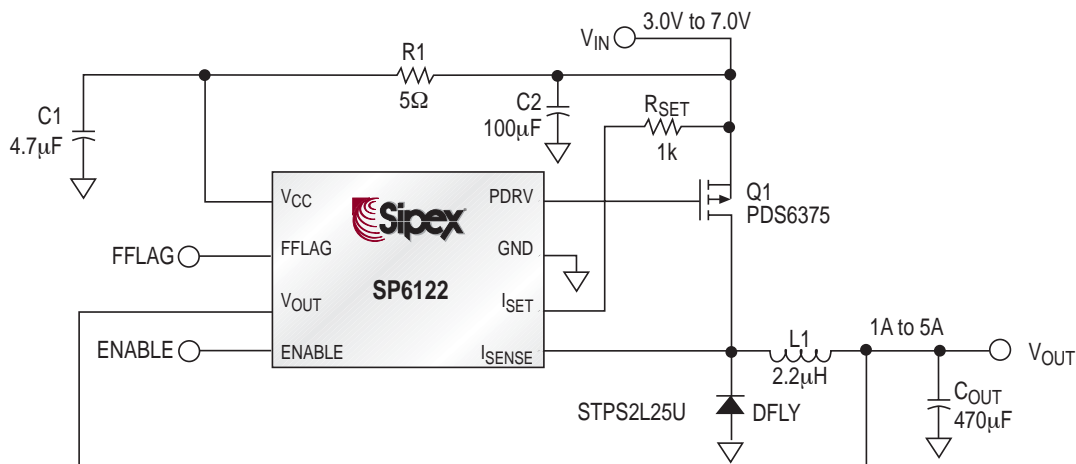 3.0V to 7.0V
VIN
R1
5Ω
C1
4.7μF
C2
100μF
RSET
1k
VCC
PDRV
Q1
PDS6375
Sipex
FFLAG
FFLAG
GND
SP6122
VOUT
ISET
1A to 5A
ENABLE
ENABLE
ISENSE
L1
2.2μH
VOUT
STPS2L25U
DFLY
COUT
470μF